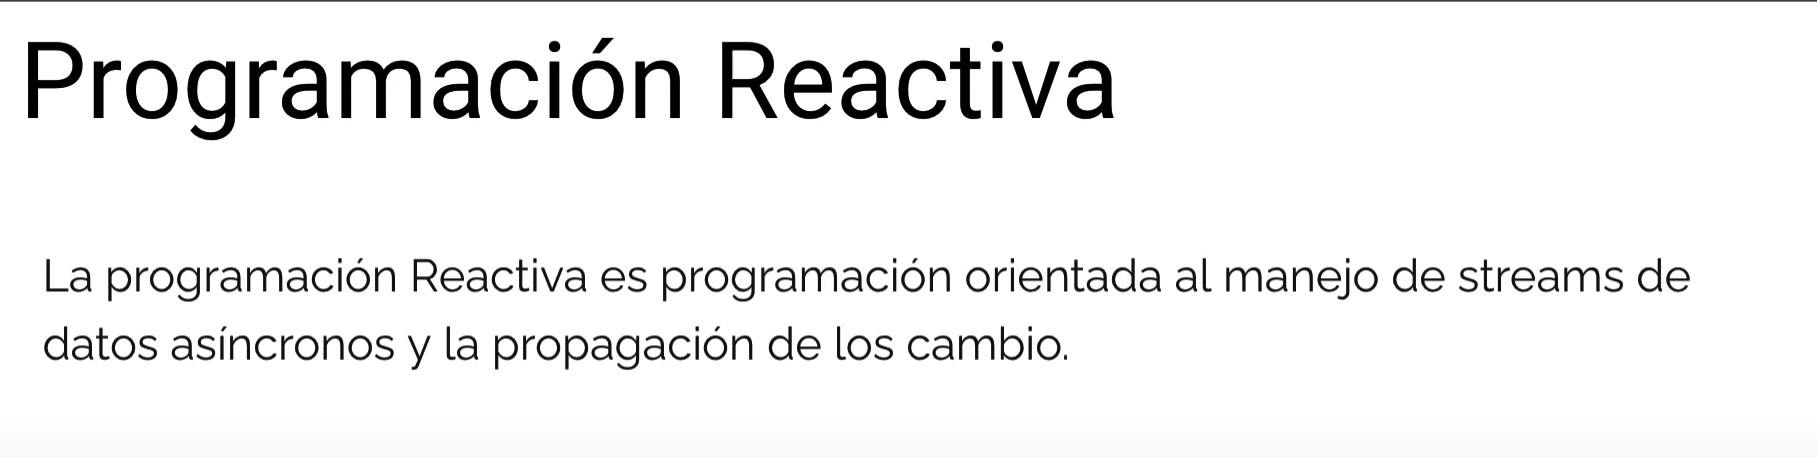 Programación Reactiva
La programación Reactiva es programación orientada al manejo de streams de
datos asíncronos y la propagación de los cambio.